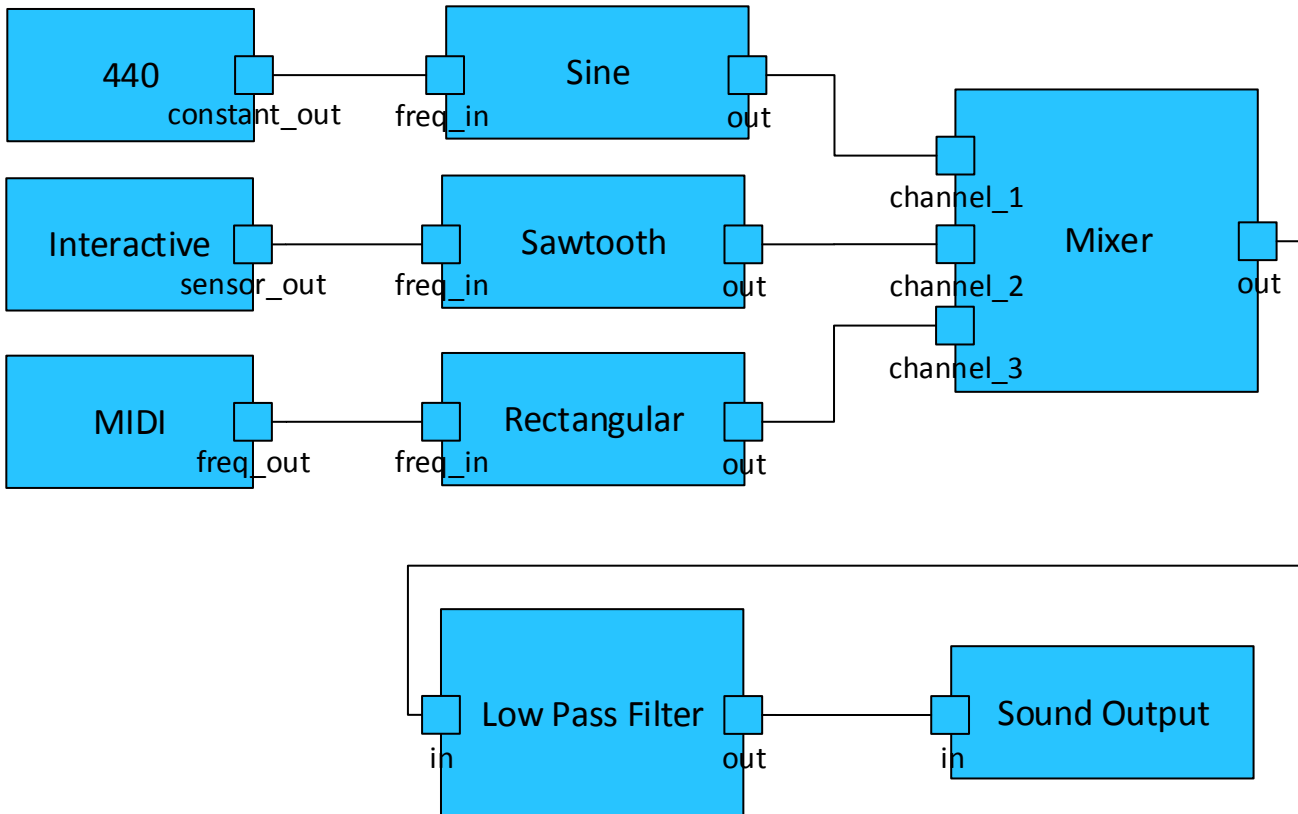 440
constant_out
freq_in
Sine
out
Interactive
sensor_out
freq_in
Sawtooth
out
MIDI
freq_out
freq_in
Rectangular
out
channel_1
channel_2
channel_3
Mixer
out
in
Low Pass Filter
out
in
Sound Output